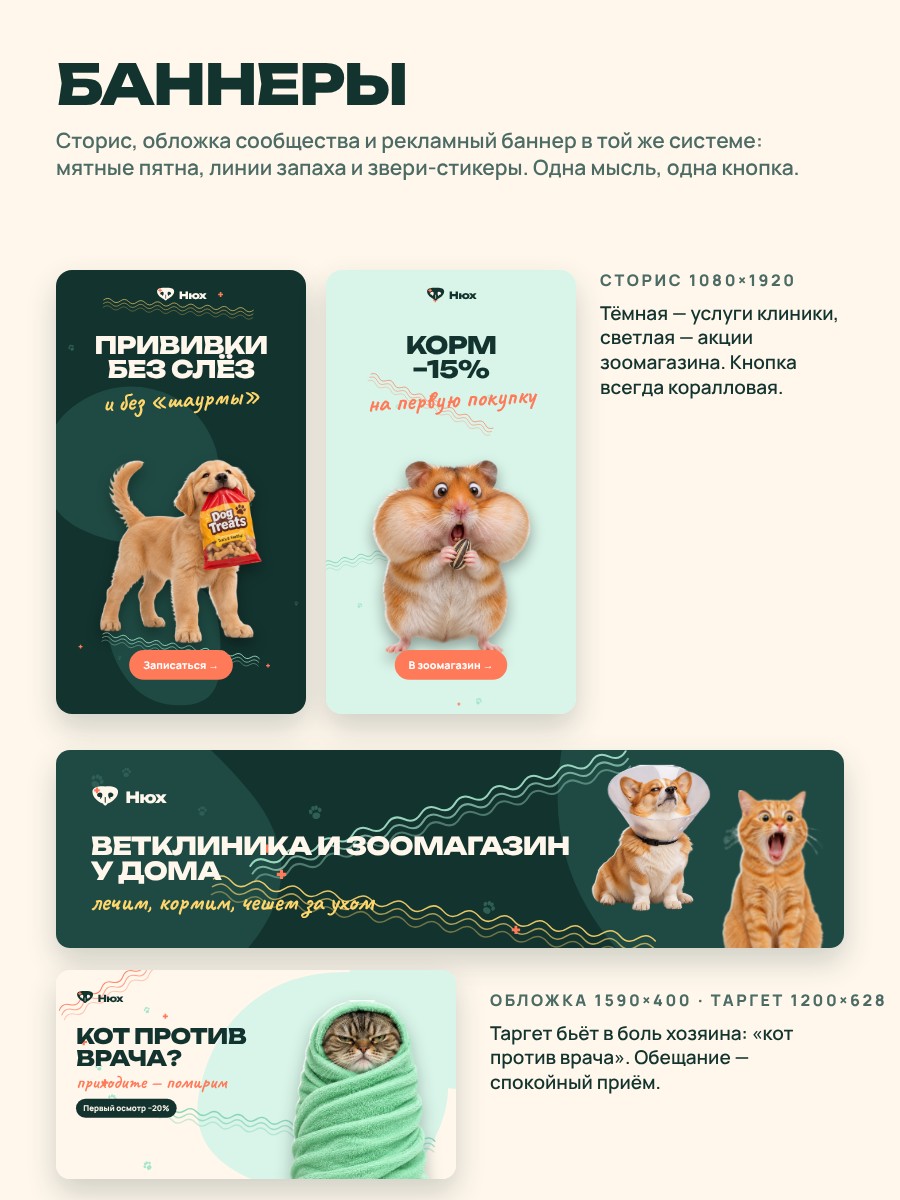 БАННЕРЫ
Сторис, обложка сообщества и рекламный баннер в той же системе:
мятные пятна, линии запаха и звери-стикеры. Одна мысль, одна кнопка.
Нюх
ПРИВИВКИ
БЕЗ СЛЁЗ
и без «шаурмы»
Dog
Treats
Записаться →
Нюх
КОРМ
−15%
на первую покупку
В зоомагазин →
СТОРИС 1080×1920
Тёмная — услуги клиники,
светлая — акции
зоомагазина. Кнопка
всегда коралловая.
Нюх
ВЕТКЛИНИКА И ЗООМАГАЗИН
У ДОМА
лечим, кормим, чешем за ухом
Нюх
КОТ ПРОТИВ
ВРАЧА?
приходите — помирим
Первый осмотр −20%
ОБЛОЖКА 1590×400 · ТАРГЕТ 1200×628
Таргет бьёт в боль хозяина: «кот
против врача». Обещание —
спокойный приём.